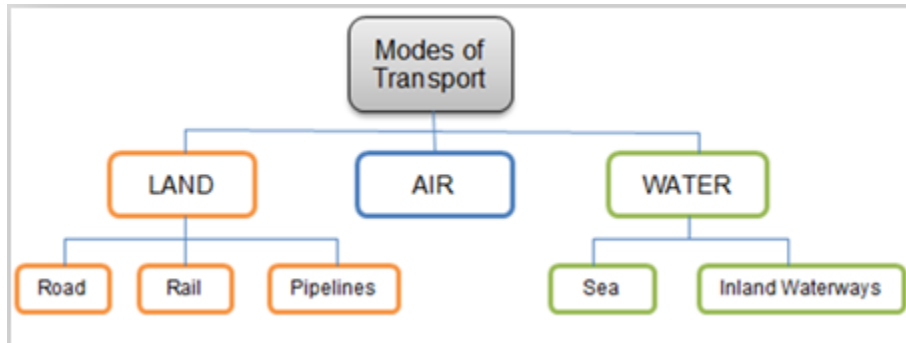 Modes of
Transport
LAND
AIR
WATER
Road
Rail
Pipelines
Sea
Inland Waterways